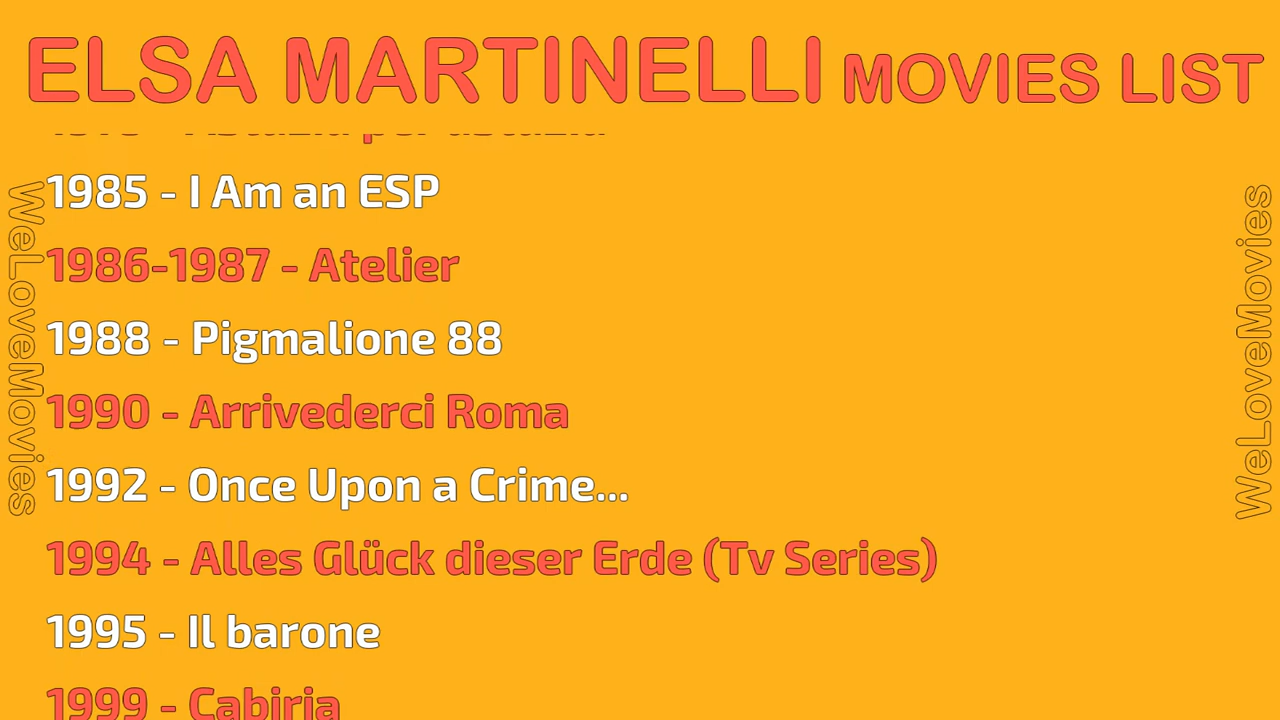 ELSA MARTINELLI MOVIES LIST
1985 - I Am an ESP
1986-1987 - Atelier
1988 - Pigmalione 88
1990 - Arrivederci Roma
1992 - Once Upon a Crime...
1994 - Alles Glück dieser Erde (Tv Series)
1995 - Il barone
1999 - Cabiria
WeLoveMovies
WeLoveMovies